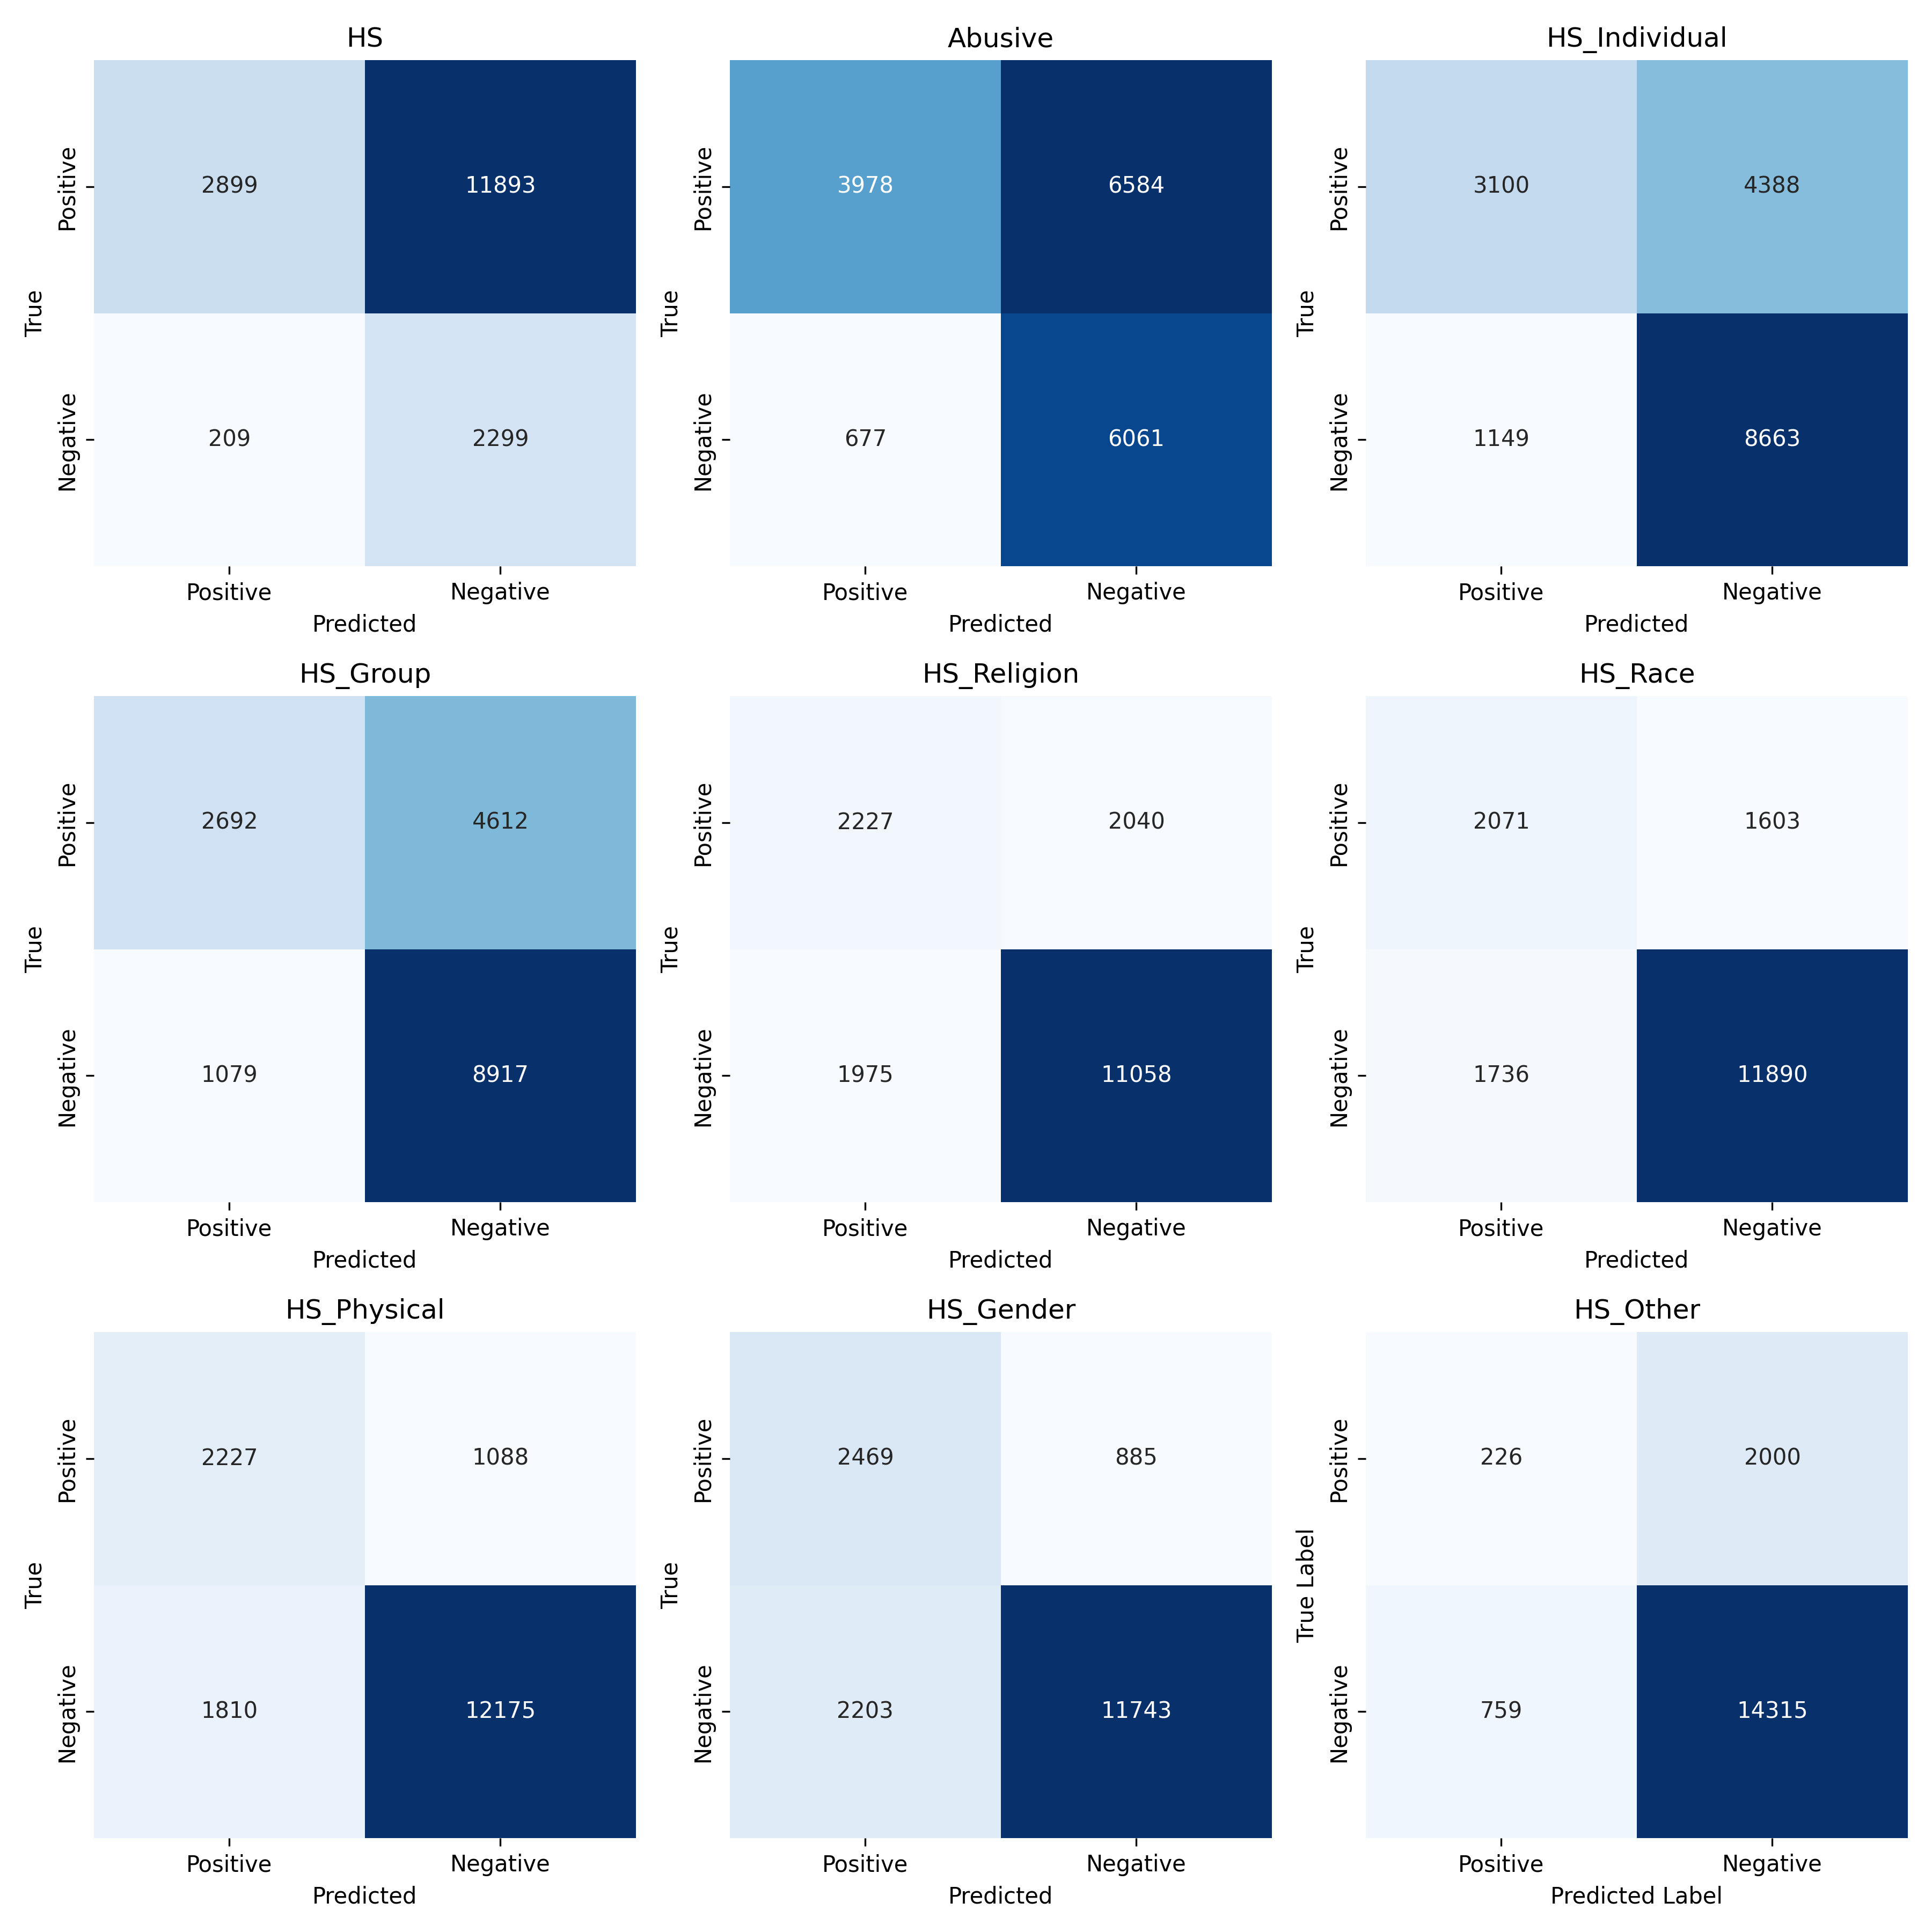 HS
Positive
2899
11893
True
Negative
209
2299
Positive
Negative
Predicted
Abusive
Positive
3978
6584
True
Negative
677
6061
Positive
Negative
Predicted
HS_Individual
Positive
3100
4388
True
Negative
1149
8663
Positive
Negative
Predicted
HS_Group
Positive
2692
4612
True
Negative
1079
8917
Positive
Negative
Predicted
HS_Religion
Positive
2227
2040
True
Negative
1975
11058
Positive
Negative
Predicted
HS_Race
Positive
2071
1603
True
Negative
1736
11890
Positive
Negative
Predicted
HS_Physical
Positive
2227
1088
True
Negative
1810
12175
Positive
Negative
Predicted
HS_Gender
Positive
2469
885
True
Negative
2203
11743
Positive
Negative
Predicted
HS_Other
Positive
226
2000
True Label
Negative
759
14315
Positive
Negative
Predicted Label